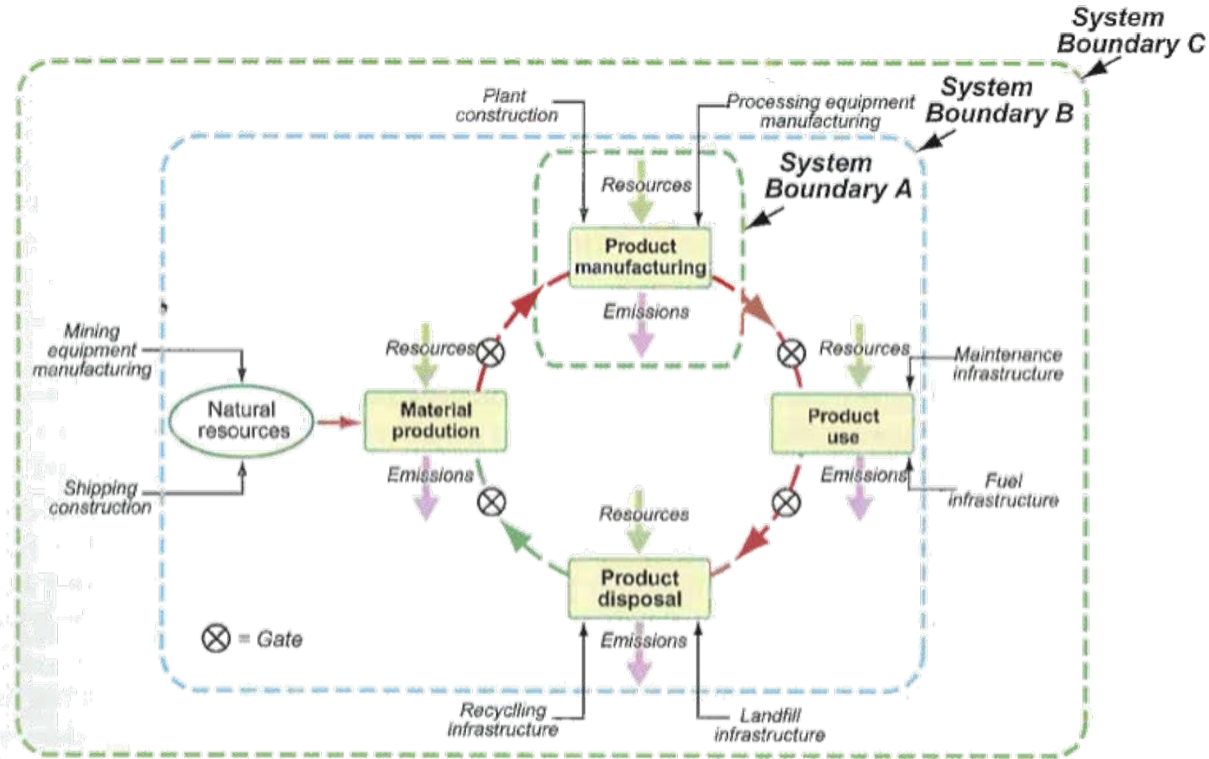 System
Boundary C
System
Boundary B
Plant
construction
Processing equipment
manufacturing
System
Boundary A
Resources
Product
manufacturing
Emissions
Mining
equipment
manufacturing
Resources
Resources
Maintenance
infrastructure
Natural
resources
Material
prodution
Product
use
Emissions
Emissions
Shipping
construction
Fuel
infrastructure
Resources
Product
disposal
Emissions
= Gate
Recyclling
infrastructure
Landfill
infrastructure